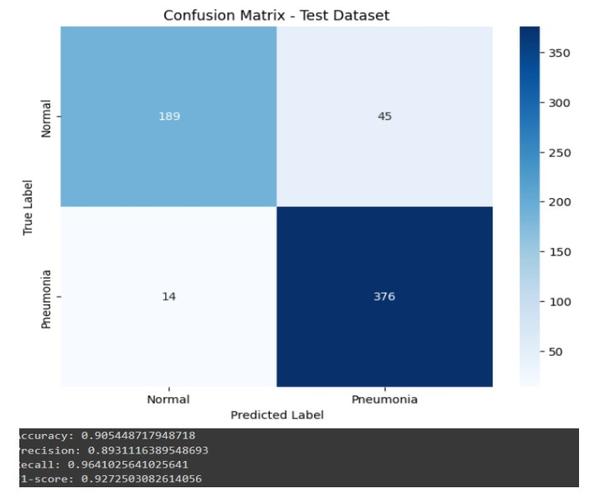 Confusion Matrix - Test Dataset
True Label
Normal
189
45
Pneumonia
14
376
350
300
250
200
150
100
50
Normal
Pneumonia
Predicted Label
ccuracy: 0.905448717948718
recision: 0.8931116389548693
ecall: 0.9641025641025641
1-score: 0.9272503082614056